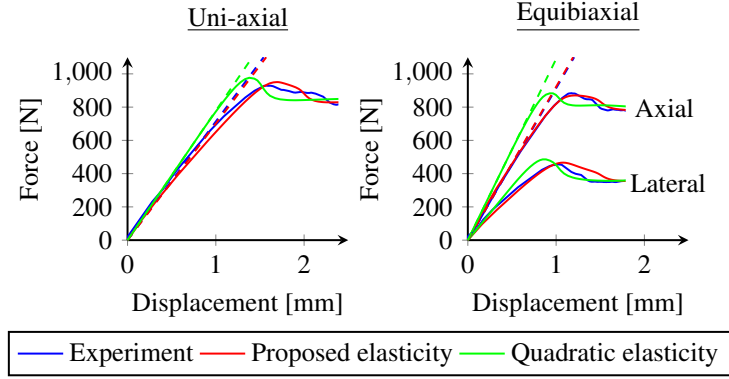 Uni-axial
Equibiaxial
Force [N]
1,000
800
600
400
200
0
0 1 2
Displacement [mm]
Force [N]
1,000
800
600
400
200
0
Axial
Lateral
0 1 2
Displacement [mm]
Experiment Proposed elasticity Quadratic elasticity